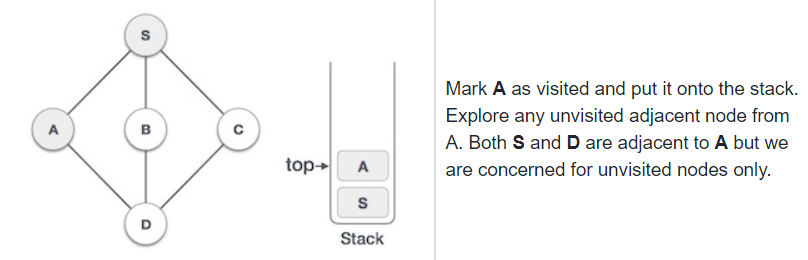 S
A
B
C
D
top→
A
S
Stack
Mark A as visited and put it onto the stack.
Explore any unvisited adjacent node from
A. Both S and D are adjacent to A but we
are concerned for unvisited nodes only.